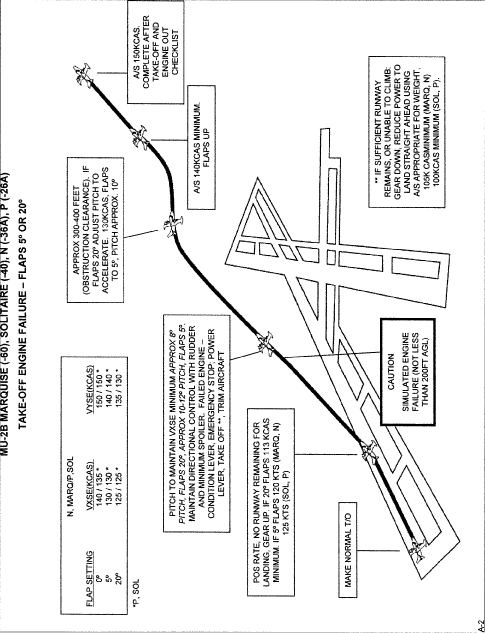 MU-2B MARQUISE (-60), SOLITAIRE (-40), N (-36A), P (-26A)
TAKE-OFF ENGINE FAILURE – FLAPS 5° OR 20°
N, MARQ/P,SOL
FLAP SETTING VXSE(KCAS) VYSE(KCAS)
0° 140 / 135 * 150 / 150 *
5° 130 / 130 * 140 / 140 *
20° 125 / 125 * 135 / 130 *
*P, SOL
MAKE NORMAL T/O
POS RATE, NO RUNWAY REMAINING FOR
LANDING, GEAR UP. IF 20° FLAPS 113 KCAS
MINIMUM. IF 5° FLAPS 120 KTS (MARQ, N)
125 KTS (SOL, P)
PITCH TO MAINTAIN VXSE MINIMUM APPROX 8°
PITCH, FLAPS 20°, APPROX 10-12° PITCH, FLAPS 5°.
MAINTAIN DIRECTIONAL CONTROL WITH RUDDER
AND MINIMUM SPOILER. FAILED ENGINE –
CONDITION LEVER, EMERGENCY STOP: POWER
LEVER, TAKE OFF **, TRIM AIRCRAFT
CAUTION
SIMULATED ENGINE
FAILURE (NOT LESS
THAN 200FT AGL)
APPROX 300-400 FEET
(OBSTRUCTION CLEARANCE), IF
FLAPS 20° ADJUST PITCH TO
ACCELERATE. 130KCAS, FLAPS
TO 5°, PITCH APPROX. 10°
A/S 140KCAS MINIMUM.
FLAPS UP
A/S 150KCAS.
COMPLETE AFTER
TAKE-OFF AND
ENGINE OUT
CHECKLIST
** IF SUFFICIENT RUNWAY
REMAINS, OR UNABLE TO CLIMB:
GEAR DOWN, REDUCE POWER TO
LAND STRAIGHT AHEAD USING
A/S APPROPRIATE FOR WEIGHT.
105K CASMINIMUM (MARQ, N)
100KCAS MINIMUM (SOL, P).
A-2